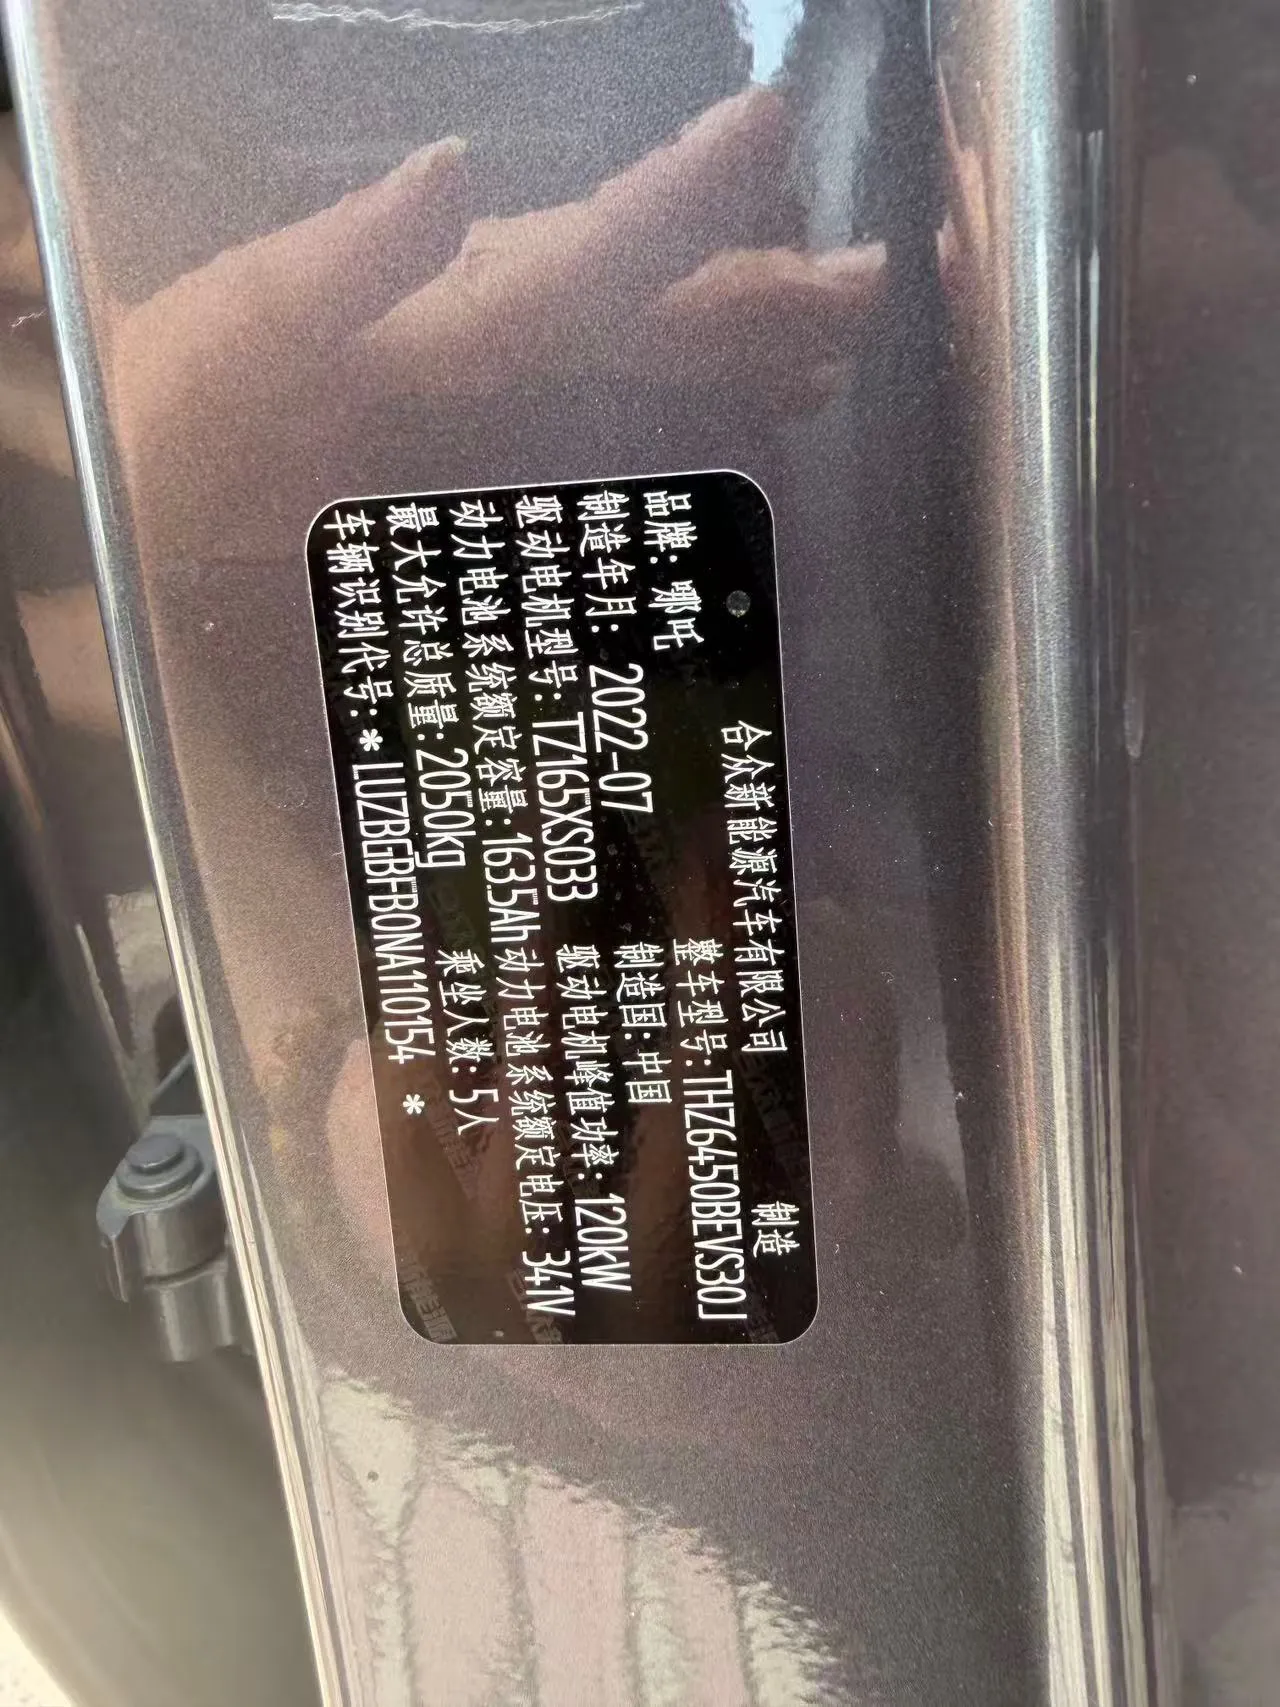 合众新能源汽车有限公司 制造
品牌: 哪吒 整车型号: THZ6450BEVS30J
制造年月: 2022-07 制造国: 中国
驱动电机型号: TZ165XS033 驱动电机峰值功率: 120kW
动力电池系统额定容量: 163.5Ah 动力电池系统额定电压: 341V
最大允许总质量: 2050kg 乘坐人数: 5人
车辆识别代号: * LUZBGBFB0NA110154 *